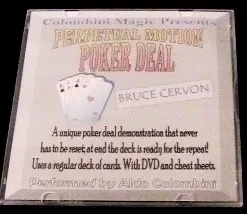 Colombini Magic Presents
PERPETUAL MOTION
POKER DEAL
BRUCE CERVON
A unique poker deal demonstration that never
has to be reset; at end the deck is ready for the repeat!
Uses a regular deck of cards. With DVD and cheat sheets.
Performed by Aldo Colombini